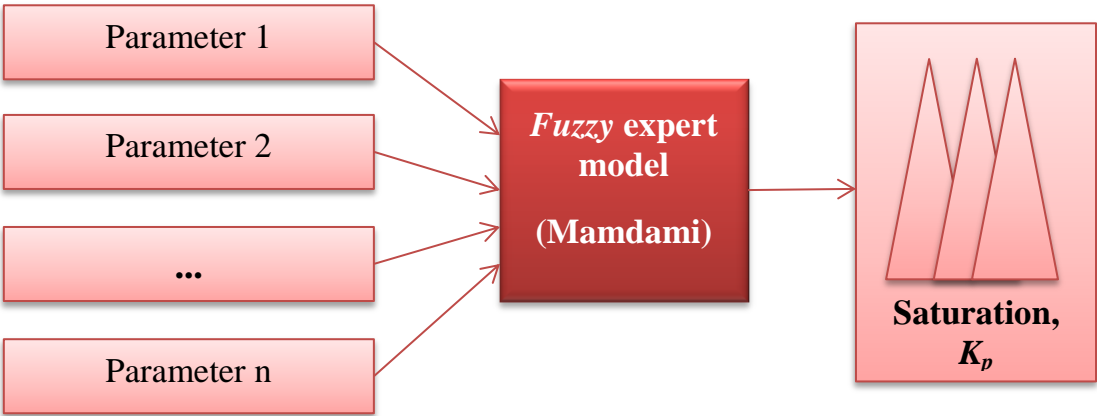 Parameter 1
Parameter 2
...
Parameter n
Fuzzy expert
model
(Mamdami)
Saturation,
Kp